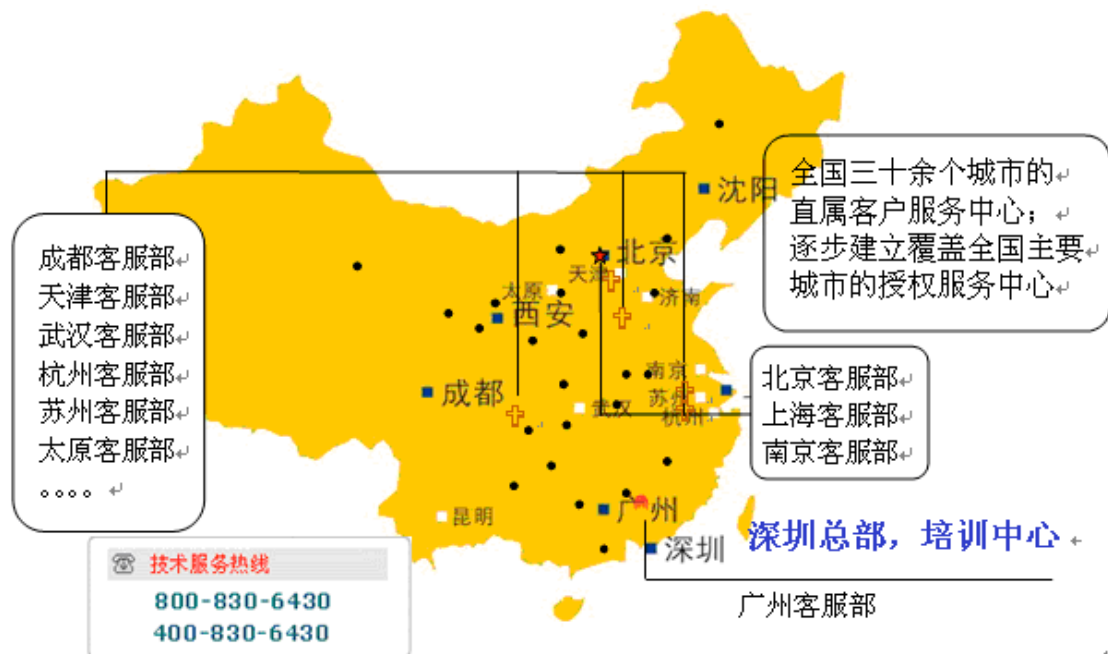 沈阳
全国三十余个城市的
直属客户服务中心；
逐步建立覆盖全国主要
城市的授权服务中心
成都客服部
天津客服部
武汉客服部
杭州客服部
苏州客服部
太原客服部
。。。。
北京
天津
太原
济南
西安
南京
成都
苏州
武汉
杭州
北京客服部
上海客服部
南京客服部
昆明
广州
深圳
深圳总部，培训中心
广州客服部
技术服务热线
800-830-6430
400-830-6430